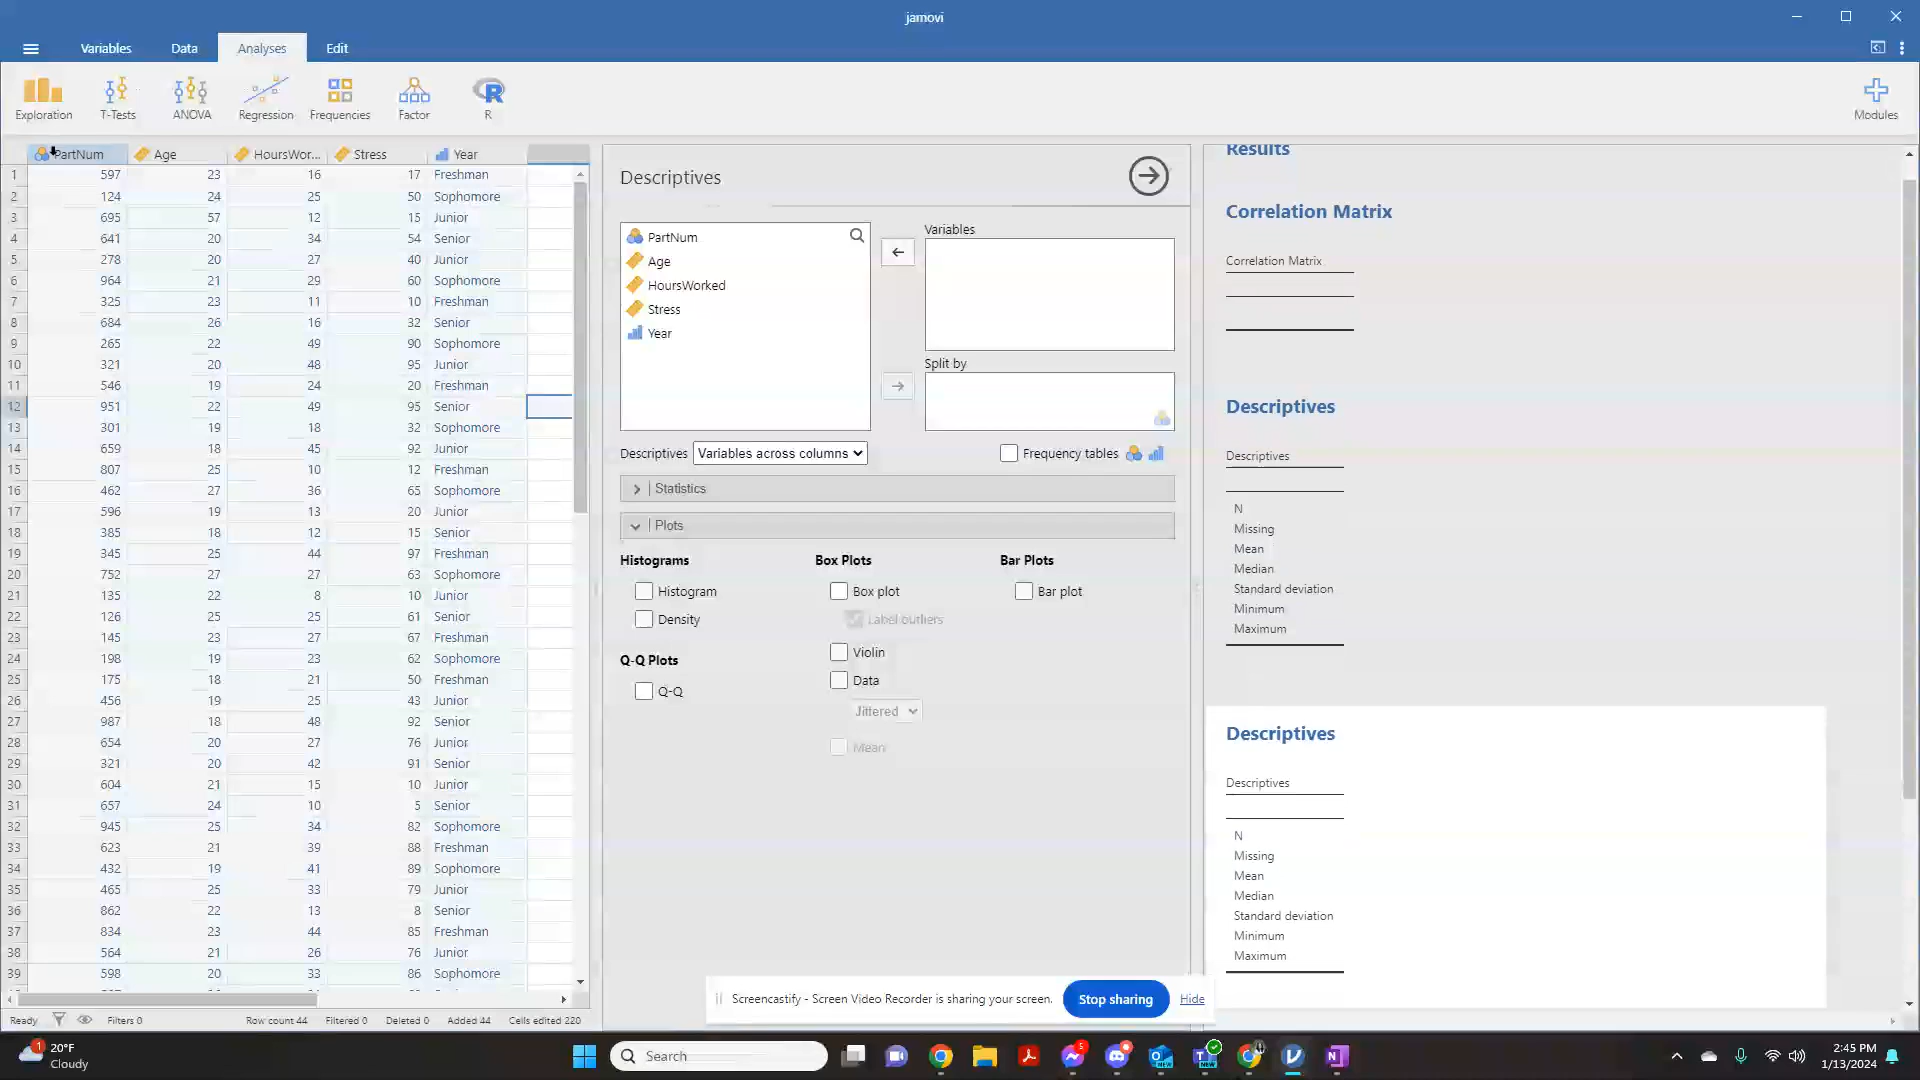 jamovi
Variables Data Analyses Edit
Exploration T-Tests ANOVA Regression Frequencies Factor R Modules
PartNum Age HoursWor... Stress Year
1 597 23 16 17 Freshman
2 124 24 25 50 Sophomore
3 695 57 12 15 Junior
4 641 20 34 54 Senior
5 278 20 27 40 Junior
6 964 21 29 60 Sophomore
7 325 23 11 10 Freshman
8 684 26 16 32 Senior
9 265 22 49 90 Sophomore
10 321 20 48 95 Junior
11 546 19 24 20 Freshman
12 951 22 49 95 Senior
13 301 19 18 32 Sophomore
14 659 18 45 92 Junior
15 807 25 10 12 Freshman
16 462 27 36 65 Sophomore
17 596 19 13 20 Junior
18 385 18 12 15 Senior
19 345 25 44 97 Freshman
20 752 27 27 63 Sophomore
21 135 22 8 10 Junior
22 126 25 25 61 Senior
23 145 23 27 67 Freshman
24 198 19 23 62 Sophomore
25 175 18 21 50 Freshman
26 456 19 25 43 Junior
27 987 18 48 92 Senior
28 654 20 27 76 Junior
29 321 20 42 91 Senior
30 604 21 15 10 Junior
31 657 24 10 5 Senior
32 945 25 34 82 Sophomore
33 623 21 39 88 Freshman
34 432 19 41 89 Sophomore
35 465 25 33 79 Junior
36 862 22 13 8 Senior
37 834 23 44 85 Freshman
38 564 21 26 76 Junior
39 598 20 33 86 Sophomore
Ready Filters 0 Row count 44 Filtered 0 Deleted 0 Added 44 Cells edited 220
Descriptives
PartNum
Age
HoursWorked
Stress
Year
Variables
Split by
Descriptives Variables across columns Frequency tables
Statistics
Plots
Histograms Box Plots Bar Plots
Histogram Box plot Bar plot
Density Label outliers
Violin
Q-Q Plots
Data
Q-Q
Jittered
Mean
Results
Correlation Matrix
Correlation Matrix
Descriptives
Descriptives
N
Missing
Mean
Median
Standard deviation
Minimum
Maximum
Descriptives
Descriptives
N
Missing
Mean
Median
Standard deviation
Minimum
Maximum
Screencastify - Screen Video Recorder is sharing your screen. Stop sharing Hide
1 20°F
Cloudy
Search
5
NEW
NEW
2:45 PM
1/13/2024